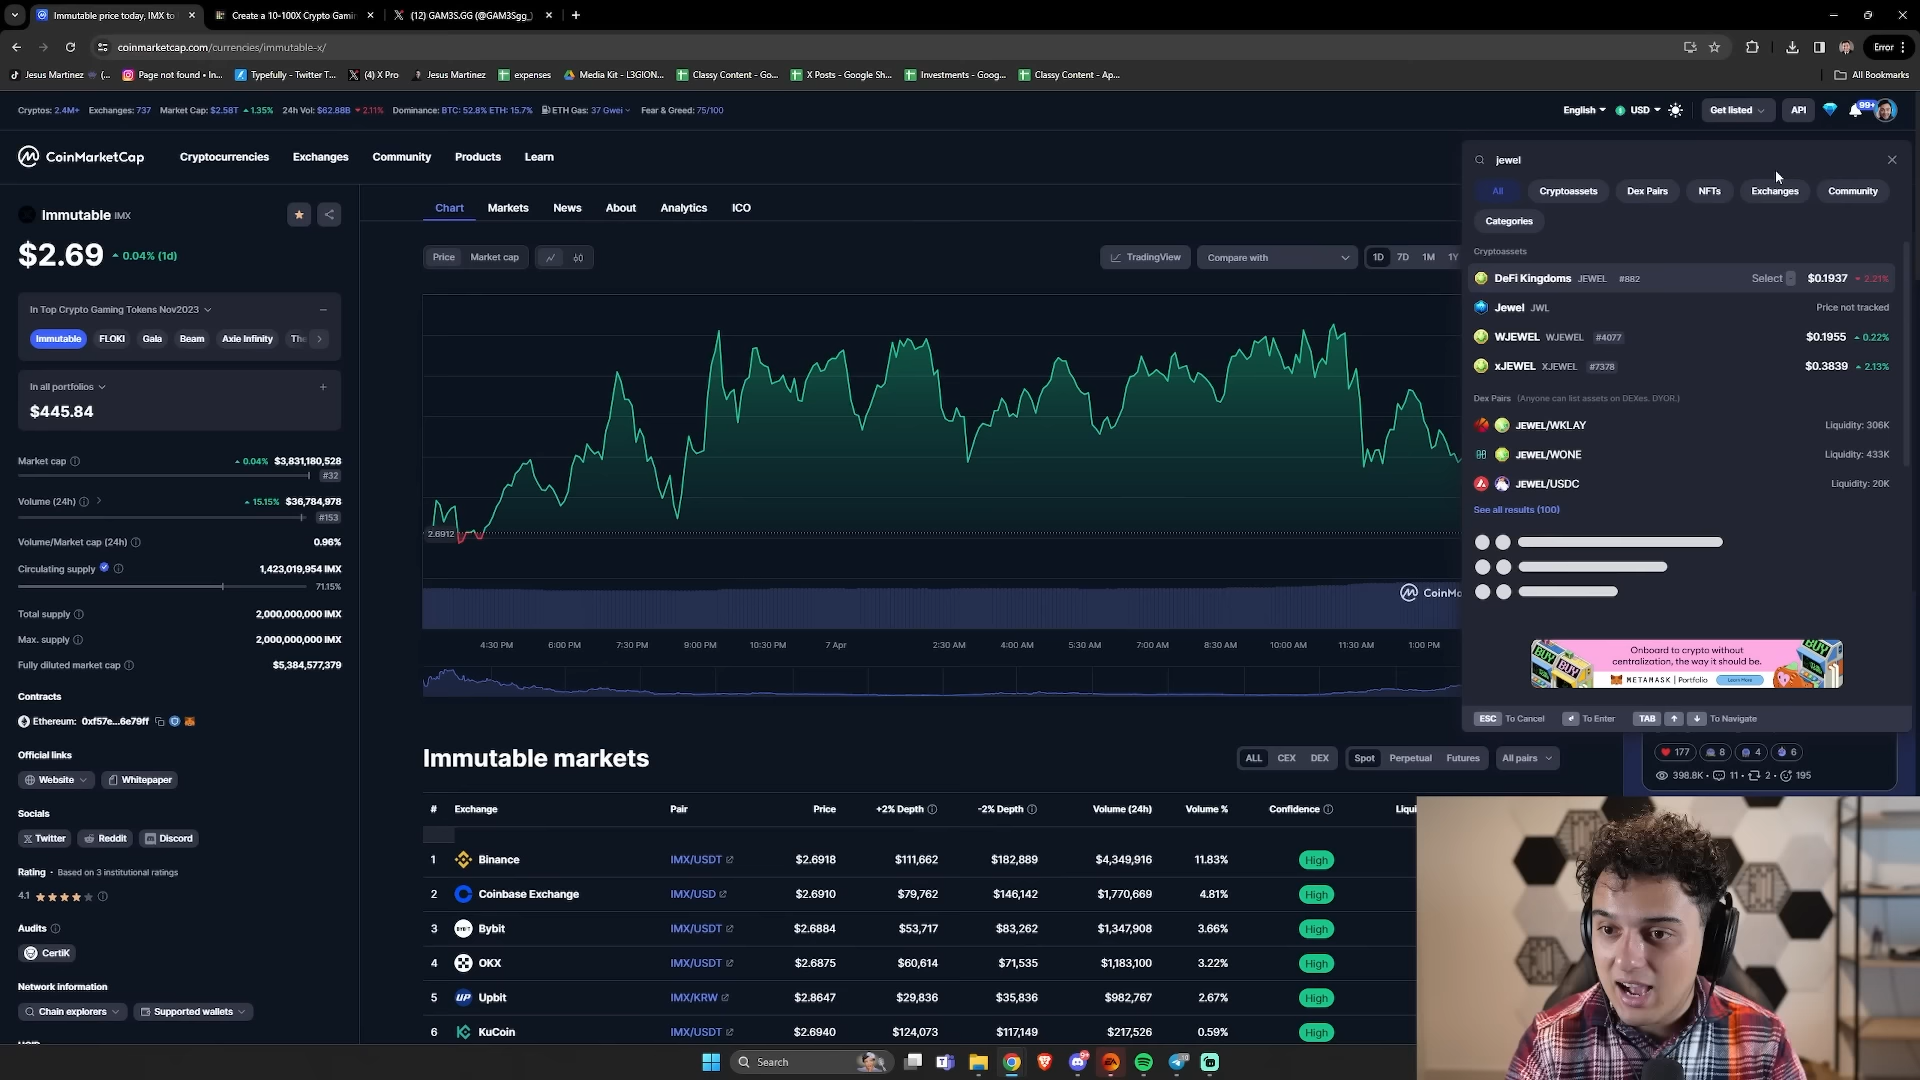 Immutable price today, IMX to
Create a 10-100X Crypto Gamin
(12) GAM3S.GG (@GAM3Sgg_)
coinmarketcap.com/currencies/immutable-x/
Error
Jesus Martinez
Page not found • In...
Typefully - Twitter T...
(4) X Pro
Jesus Martinez
expenses
Media Kit - L3GION...
Classy Content - Go...
X Posts - Google Sh...
Investments - Goog...
Classy Content - Ap...
All Bookmarks
Cryptos: 2.4M+ Exchanges: 737 Market Cap: $2.58T 1.35% 24h Vol: $62.88B 2.11% Dominance: BTC: 52.8% ETH: 15.7% ETH Gas: 37 Gwei Fear & Greed: 75/100
English USD Get listed API 99+
CoinMarketCap Cryptocurrencies Exchanges Community Products Learn
jewel
All Cryptoassets Dex Pairs NFTs Exchanges Community
Categories
Cryptoassets
DeFi Kingdoms JEWEL #882 Select $0.1937 2.21%
Jewel JWL Price not tracked
WJEWEL WJEWEL #4077 $0.1955 0.22%
xJEWEL XJEWEL #7378 $0.3839 2.13%
Dex Pairs (Anyone can list assets on DEXes. DYOR.)
JEWEL/WKLAY Liquidity: 306K
JEWEL/WONE Liquidity: 433K
JEWEL/USDC Liquidity: 20K
See all results (100)
BUY BUY Onboard to crypto without BUY
centralization, the way it should be.
METAMASK | Portfolio Learn More
ESC To Cancel To Enter TAB To Navigate
177 8 4 6
398.8K • 11 • 2 • 195
Immutable IMX
$2.69 0.04% (1d)
In Top Crypto Gaming Tokens Nov2023
Immutable FLOKI Gala Beam Axie Infinity The
In all portfolios
$445.84
Market cap 0.04% $3,831,180,528
#32
Volume (24h) 15.15% $36,784,978
#153
Volume/Market cap (24h) 0.96%
Circulating supply 1,423,019,954 IMX
71.15%
Total supply 2,000,000,000 IMX
Max. supply 2,000,000,000 IMX
Fully diluted market cap $5,384,577,379
Contracts
Ethereum: 0xf57e...6e79ff
Official links
Website Whitepaper
Socials
Twitter Reddit Discord
Rating • Based on 3 institutional ratings
4.1
Audits
CertiK
Network information
Chain explorers Supported wallets
Chart Markets News About Analytics ICO
Price Market cap TradingView Compare with 1D 7D 1M 1Y
2.6912
CoinMa
4:30 PM 6:00 PM 7:30 PM 9:00 PM 10:30 PM 7 Apr 2:30 AM 4:00 AM 5:30 AM 7:00 AM 8:30 AM 10:00 AM 11:30 AM 1:00 PM
Immutable markets
ALL CEX DEX Spot Perpetual Futures All pairs
# Exchange Pair Price +2% Depth -2% Depth Volume (24h) Volume % Confidence Liqui
1 Binance IMX/USDT $2.6918 $111,662 $182,889 $4,349,916 11.83% High
2 Coinbase Exchange IMX/USD $2.6910 $79,762 $146,142 $1,770,669 4.81% High
3 Bybit IMX/USDT $2.6884 $53,717 $83,262 $1,347,908 3.66% High
4 OKX IMX/USDT $2.6875 $60,614 $71,535 $1,183,100 3.22% High
5 Upbit IMX/KRW $2.8647 $29,836 $35,836 $982,767 2.67% High
6 KuCoin IMX/USDT $2.6940 $124,073 $117,149 $217,526 0.59% High
Search